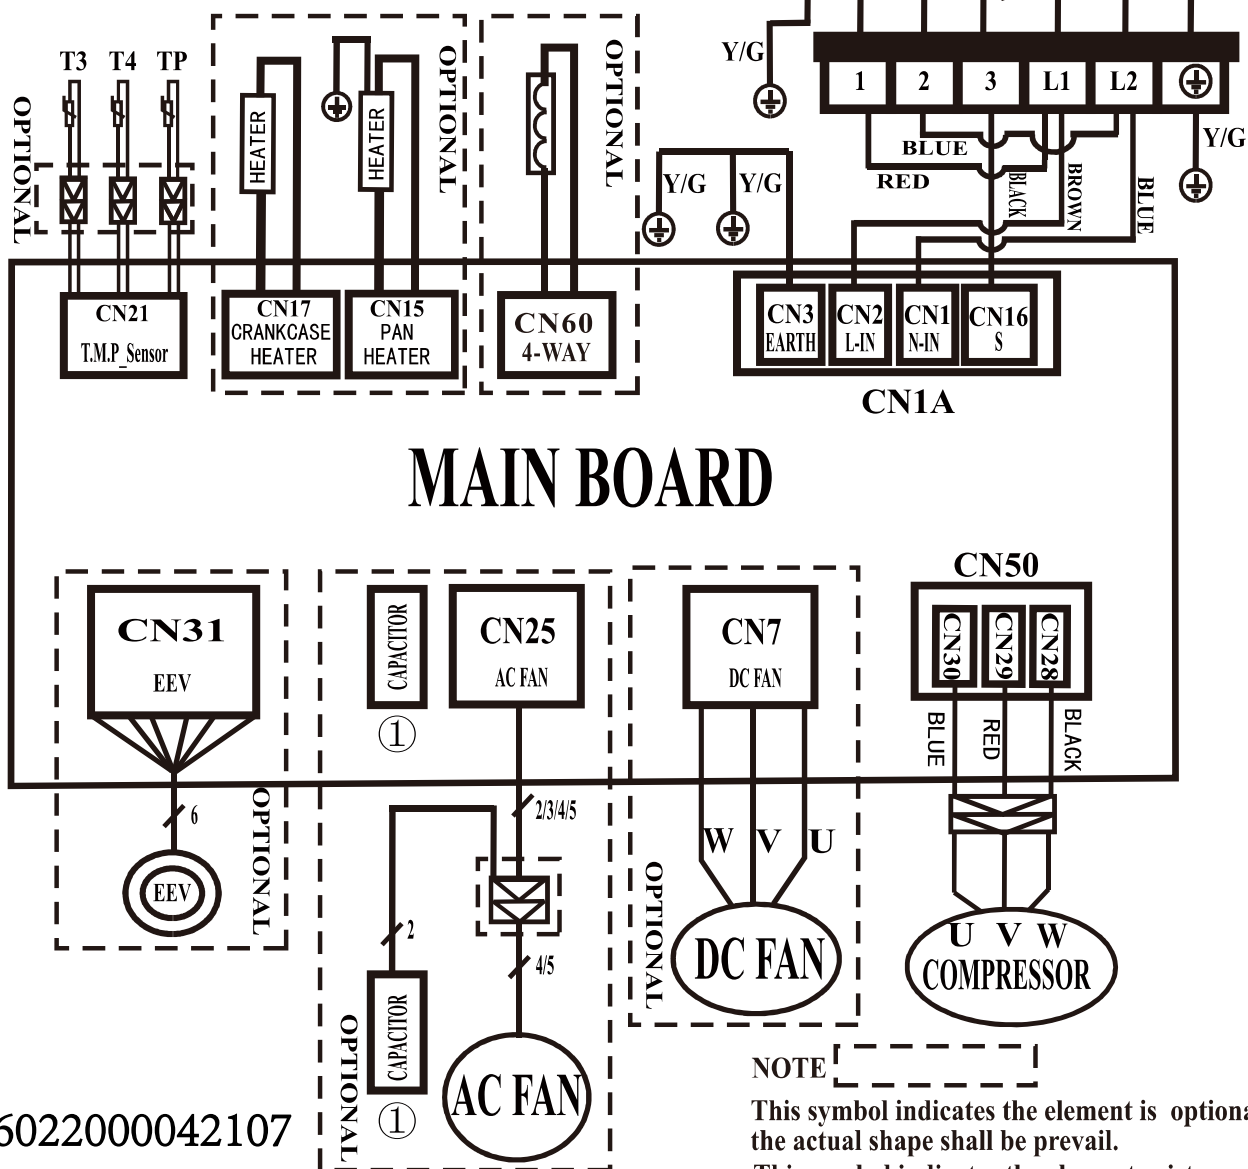 T3 T4 TP
OPTIONAL
HEATER
HEATER
OPTIONAL
OPTIONAL
Y/G
1 2 3 L1 L2
Y/G
BLUE
RED
BLACK
BROWN
BLUE
Y/G Y/G
CN21
T.M.P_Sensor
CN17
CRANKCASE
HEATER
CN15
PAN
HEATER
CN60
4-WAY
CN3
EARTH
CN2
L-IN
CN1
N-IN
CN16
S
CN1A
MAIN BOARD
CN31
EEV
CAPACITOR
①
CN25
AC FAN
CN7
DC FAN
CN50
CN30
CN29
CN28
BLUE
RED
BLACK
6
EEV
OPTIONAL
2/3/4/5
2
4/5
CAPACITOR
①
OPTIONAL
AC FAN
W V U
OPTIONAL
DC FAN
U V W
COMPRESSOR
6022000042107
NOTE
This symbol indicates the element is optiona
the actual shape shall be prevail.